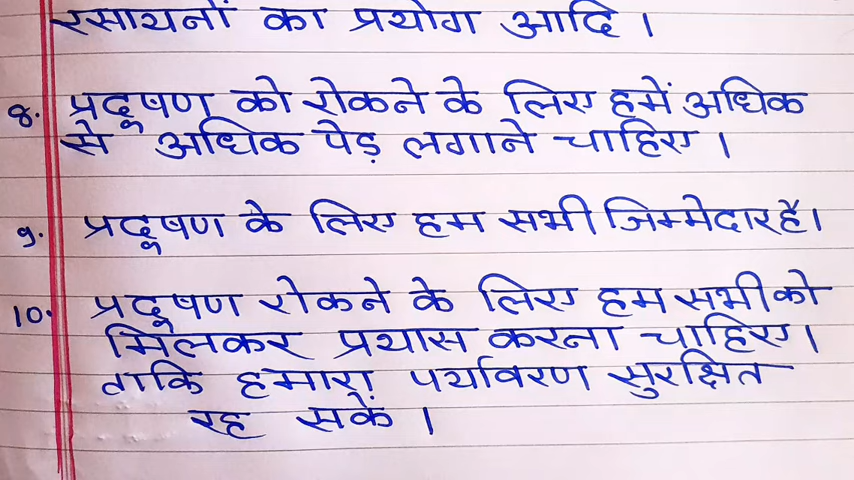 रसायनों का प्रयोग आदि ।
8. प्रदूषण को रोकने के लिए हमें अधिक
से अधिक पेड़ लगाने चाहिए ।
9. प्रदूषण के लिए हम सभी जिम्मेदार है।
10. प्रदूषण रोकने के लिए हम सभी को
मिलकर प्रयास करना चाहिए।
ताकि हमारा पर्यावरण सुरक्षित
रह सकें ।